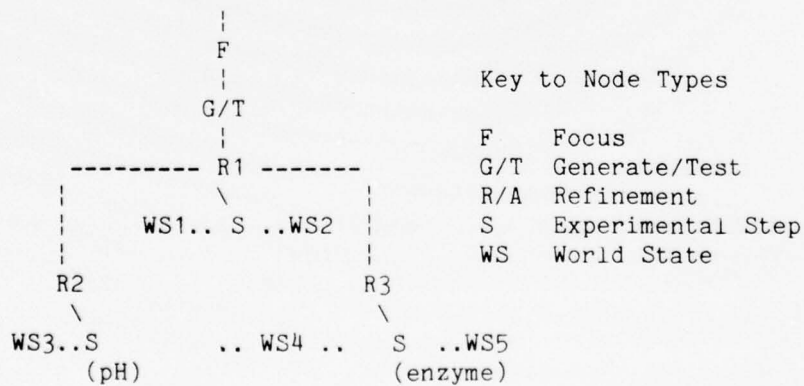 F
G/T
R1
WS1.. S ..WS2
R2 R3
WS3..S .. WS4 .. S ..WS5
(pH) (enzyme)
Key to Node Types
F Focus
G/T Generate/Test
R/A Refinement
S Experimental Step
WS World State